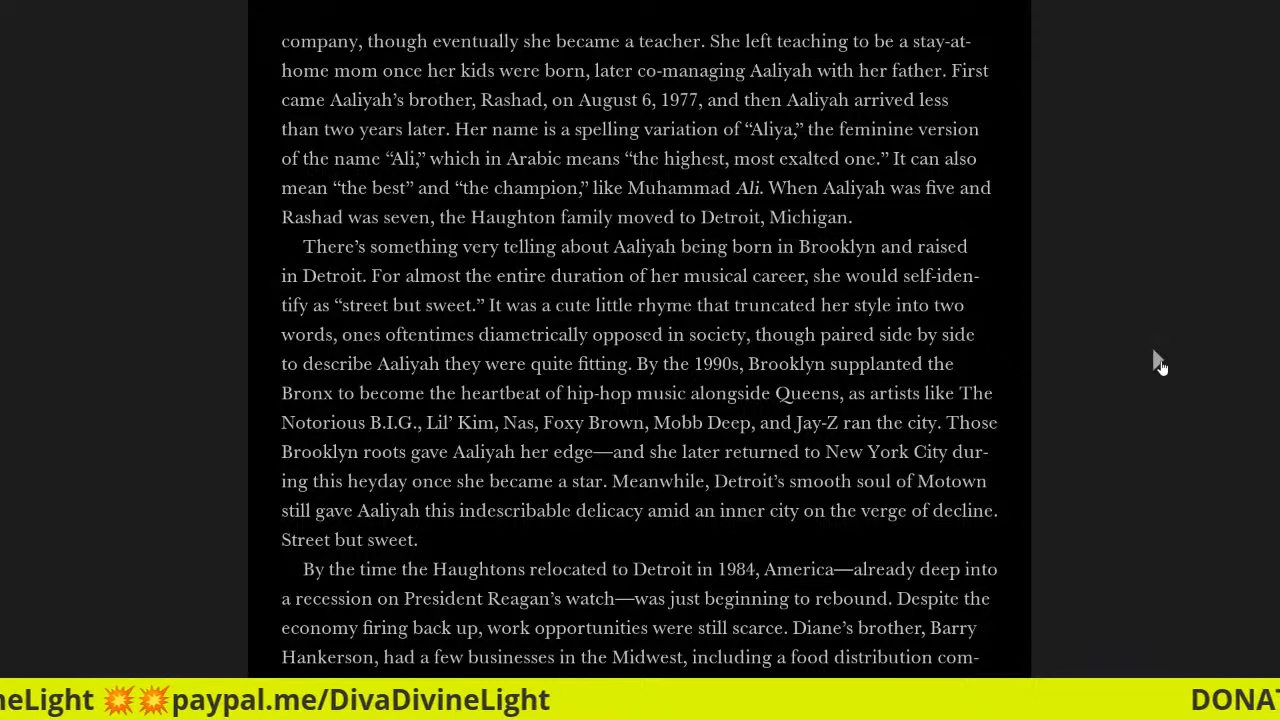 company, though eventually she became a teacher. She left teaching to be a stay-at-
home mom once her kids were born, later co-managing Aaliyah with her father. First
came Aaliyah’s brother, Rashad, on August 6, 1977, and then Aaliyah arrived less
than two years later. Her name is a spelling variation of “Aliya,” the feminine version
of the name “Ali,” which in Arabic means “the highest, most exalted one.” It can also
mean “the best” and “the champion,” like Muhammad Ali. When Aaliyah was five and
Rashad was seven, the Haughton family moved to Detroit, Michigan.
There’s something very telling about Aaliyah being born in Brooklyn and raised
in Detroit. For almost the entire duration of her musical career, she would self-iden-
tify as “street but sweet.” It was a cute little rhyme that truncated her style into two
words, ones oftentimes diametrically opposed in society, though paired side by side
to describe Aaliyah they were quite fitting. By the 1990s, Brooklyn supplanted the
Bronx to become the heartbeat of hip-hop music alongside Queens, as artists like The
Notorious B.I.G., Lil’ Kim, Nas, Foxy Brown, Mobb Deep, and Jay-Z ran the city. Those
Brooklyn roots gave Aaliyah her edge—and she later returned to New York City dur-
ing this heyday once she became a star. Meanwhile, Detroit’s smooth soul of Motown
still gave Aaliyah this indescribable delicacy amid an inner city on the verge of decline.
Street but sweet.
By the time the Haughtons relocated to Detroit in 1984, America—already deep into
a recession on President Reagan’s watch—was just beginning to rebound. Despite the
economy firing back up, work opportunities were still scarce. Diane’s brother, Barry
Hankerson, had a few businesses in the Midwest, including a food distribution com-
neLight 💥💥paypal.me/DivaDivineLight DONAT